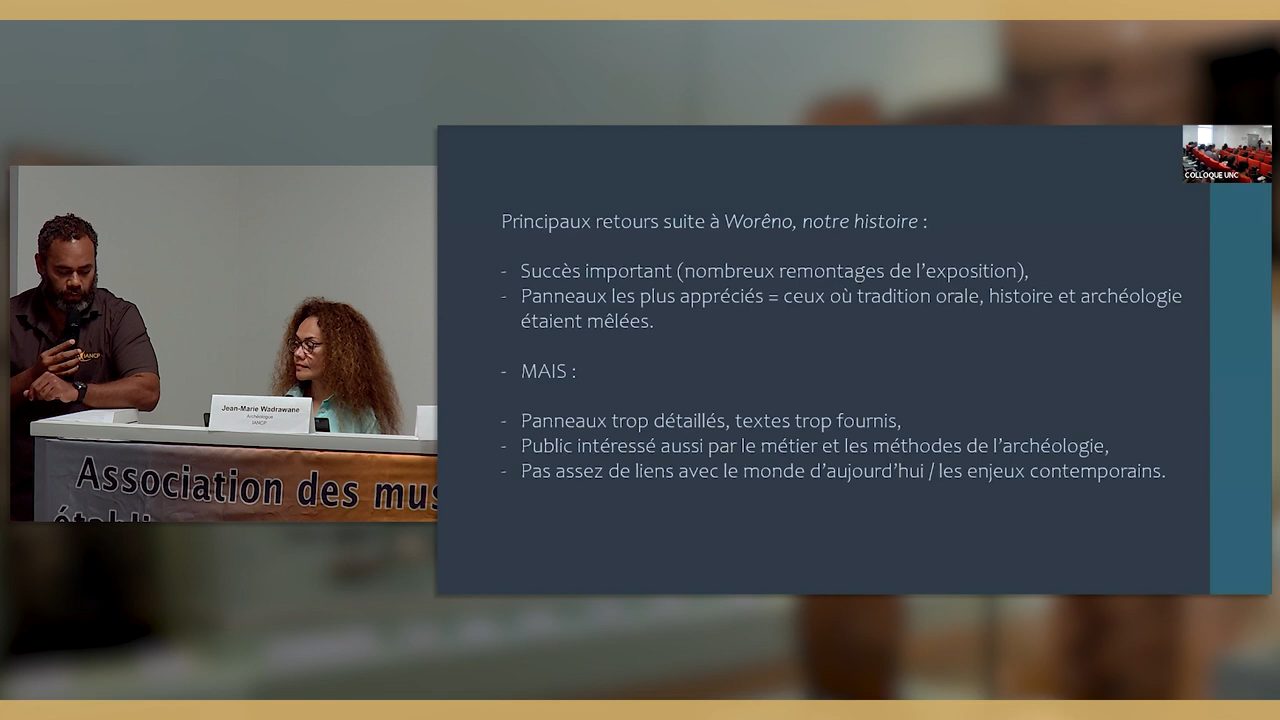 COLLOQUE UNC
Principaux retours suite à Worêno, notre histoire :
- Succès important (nombreux remontages de l'exposition),
- Panneaux les plus appréciés = ceux où tradition orale, histoire et archéologie
étaient mêlées.
- MAIS :
- Panneaux trop détaillés, textes trop fournis,
- Public intéressé aussi par le métier et les méthodes de l'archéologie,
- Pas assez de liens avec le monde d'aujourd'hui / les enjeux contemporains.
IANCP
Jean-Marie Wadrawane
Archéologue
IANCP
Association des mus
établi